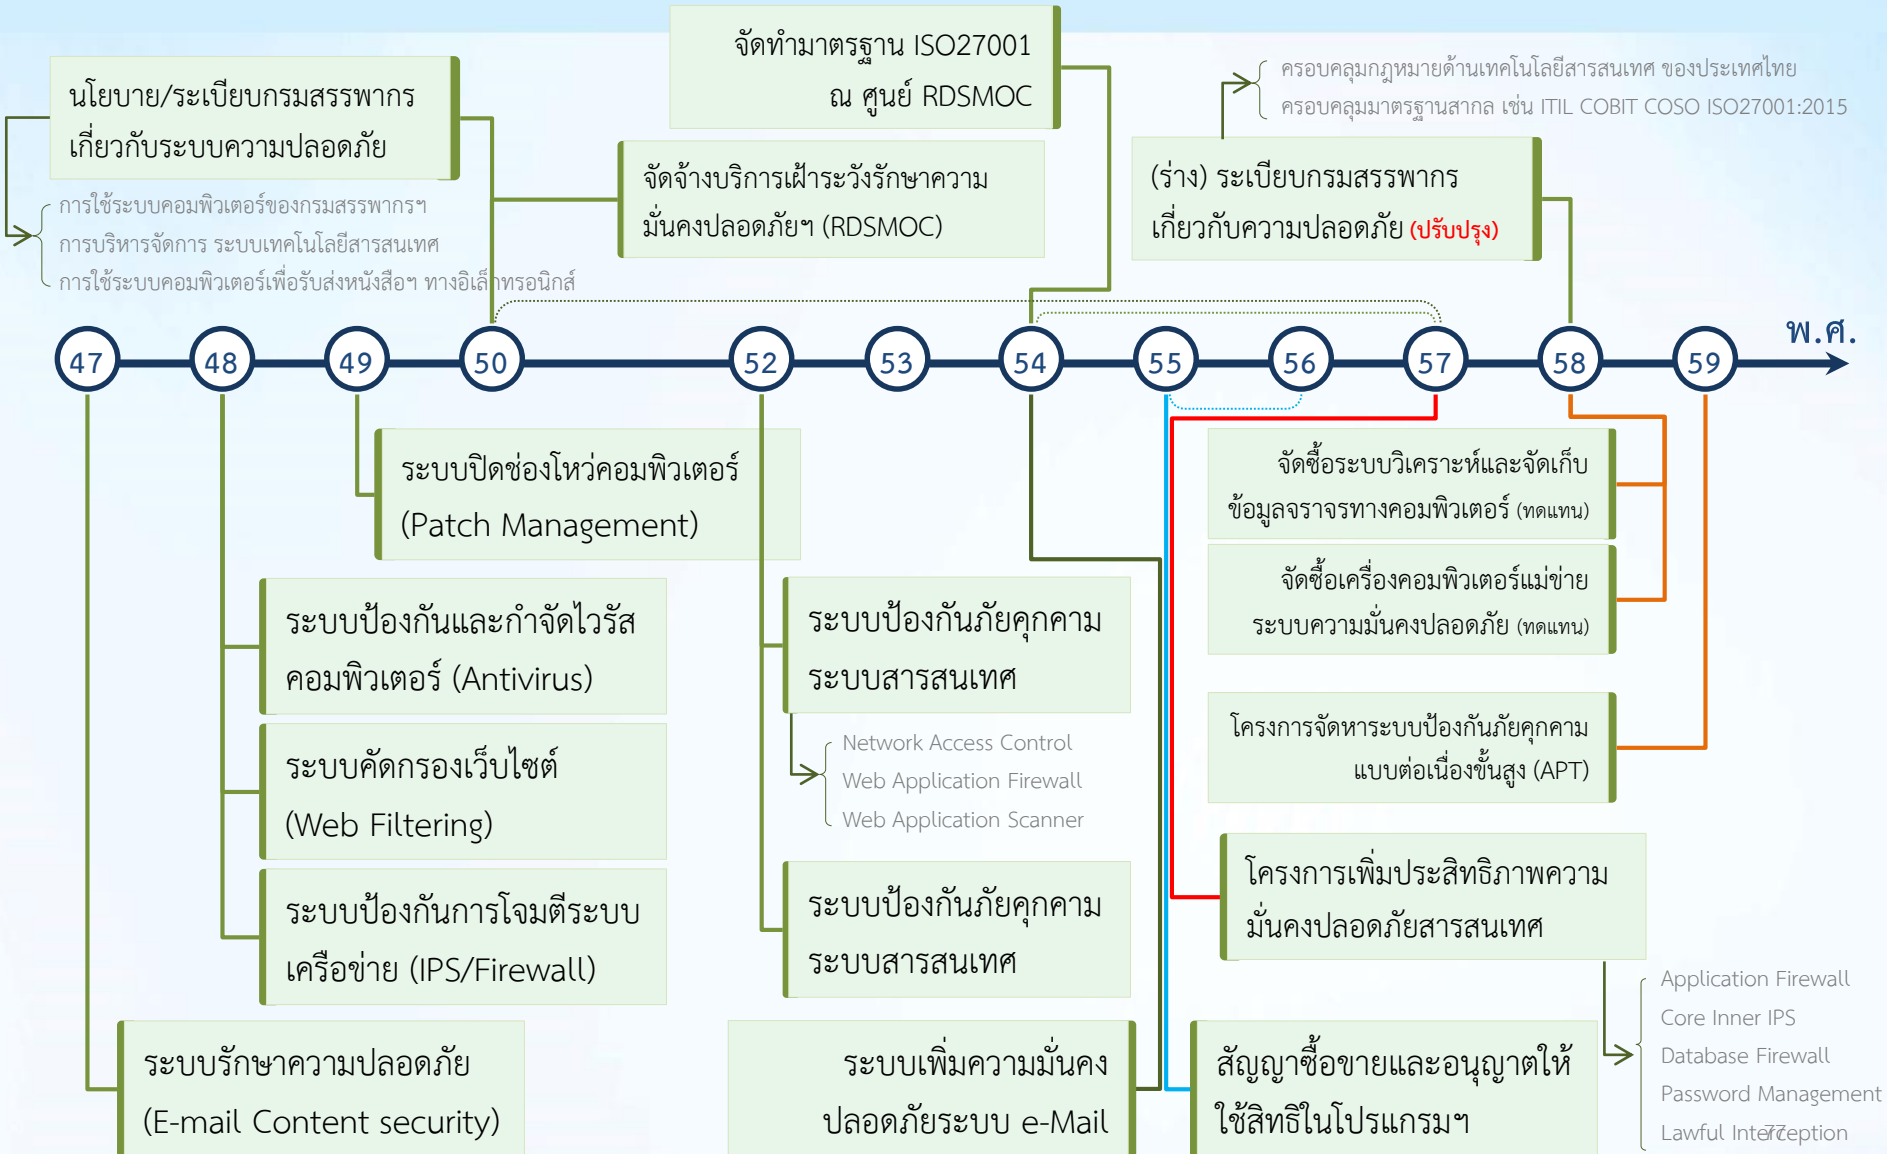 จัดทำมาตรฐาน ISO27001
ณ ศูนย์ RDSMOC
นโยบาย/ระเบียบกรมสรรพากร
เกี่ยวกับระบบความปลอดภัย
การใช้ระบบคอมพิวเตอร์ของกรมสรรพากรฯ
การบริหารจัดการ ระบบเทคโนโลยีสารสนเทศ
การใช้ระบบคอมพิวเตอร์เพื่อรับส่งหนังสือฯ ทางอิเล็กทรอนิกส์
จัดจ้างบริการเฝ้าระวังรักษาความ
มั่นคงปลอดภัยฯ (RDSMOC)
ครอบคลุมกฎหมายด้านเทคโนโลยีสารสนเทศ ของประเทศไทย
ครอบคลุมมาตรฐานสากล เช่น ITIL COBIT COSO ISO27001:2015
(ร่าง) ระเบียบกรมสรรพากร
เกี่ยวกับความปลอดภัย (ปรับปรุง)
พ.ศ.
47 48 49 50 52 53 54 55 56 57 58 59
ระบบปิดช่องโหว่คอมพิวเตอร์
(Patch Management)
ระบบป้องกันและกำจัดไวรัส
คอมพิวเตอร์ (Antivirus)
ระบบคัดกรองเว็บไซต์
(Web Filtering)
ระบบป้องกันการโจมตีระบบ
เครือข่าย (IPS/Firewall)
ระบบรักษาความปลอดภัย
(E-mail Content security)
ระบบป้องกันภัยคุกคาม
ระบบสารสนเทศ
Network Access Control
Web Application Firewall
Web Application Scanner
ระบบป้องกันภัยคุกคาม
ระบบสารสนเทศ
ระบบเพิ่มความมั่นคง
ปลอดภัยระบบ e-Mail
จัดซื้อระบบวิเคราะห์และจัดเก็บ
ข้อมูลจราจรทางคอมพิวเตอร์ (ทดแทน)
จัดซื้อเครื่องคอมพิวเตอร์แม่ข่าย
ระบบความมั่นคงปลอดภัย (ทดแทน)
โครงการจัดหาระบบป้องกันภัยคุกคาม
แบบต่อเนื่องขั้นสูง (APT)
โครงการเพิ่มประสิทธิภาพความ
มั่นคงปลอดภัยสารสนเทศ
Application Firewall
Core Inner IPS
Database Firewall
Password Management
Lawful Interception
สัญญาซื้อขายและอนุญาตให้
ใช้สิทธิในโปรแกรมฯ
77